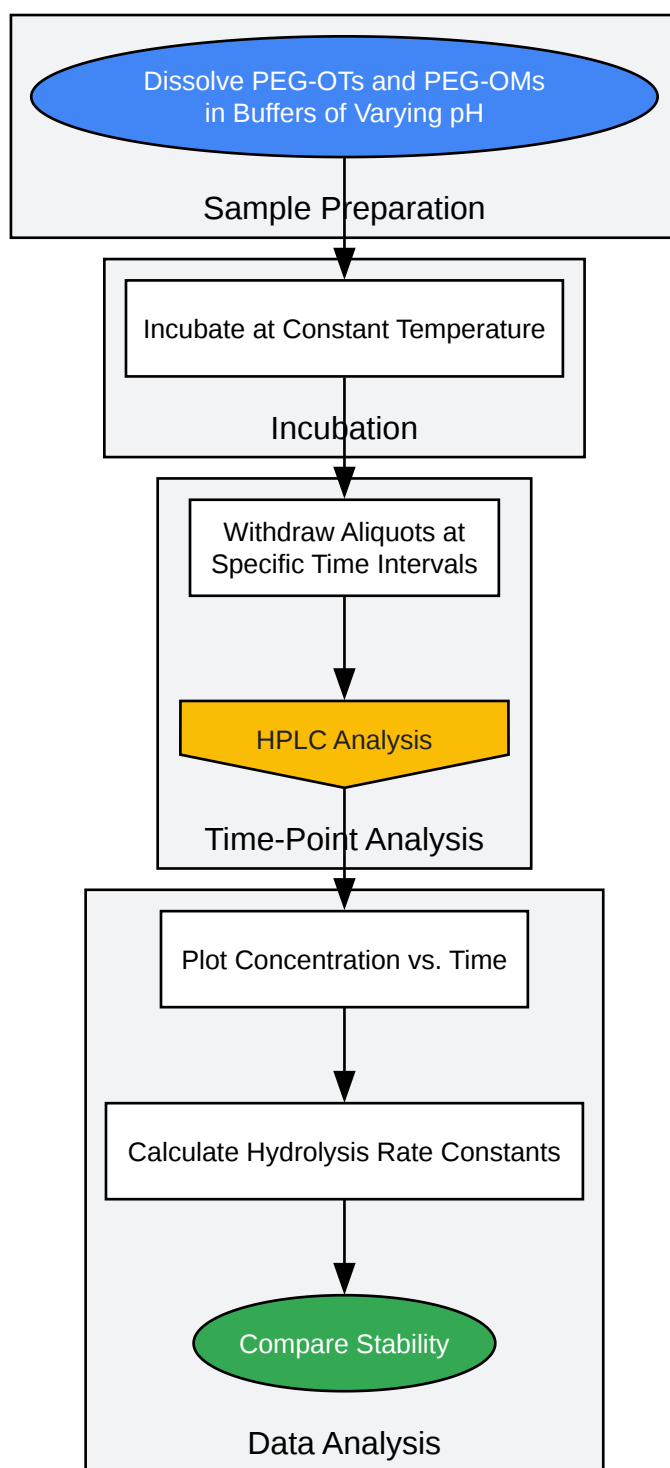 Dissolve PEG-OTs and PEG-OMs
in Buffers of Varying pH
Sample Preparation
Incubate at Constant Temperature
Incubation
Withdraw Aliquots at
Specific Time Intervals
HPLC Analysis
Time-Point Analysis
Plot Concentration vs. Time
Calculate Hydrolysis Rate Constants
Compare Stability
Data Analysis